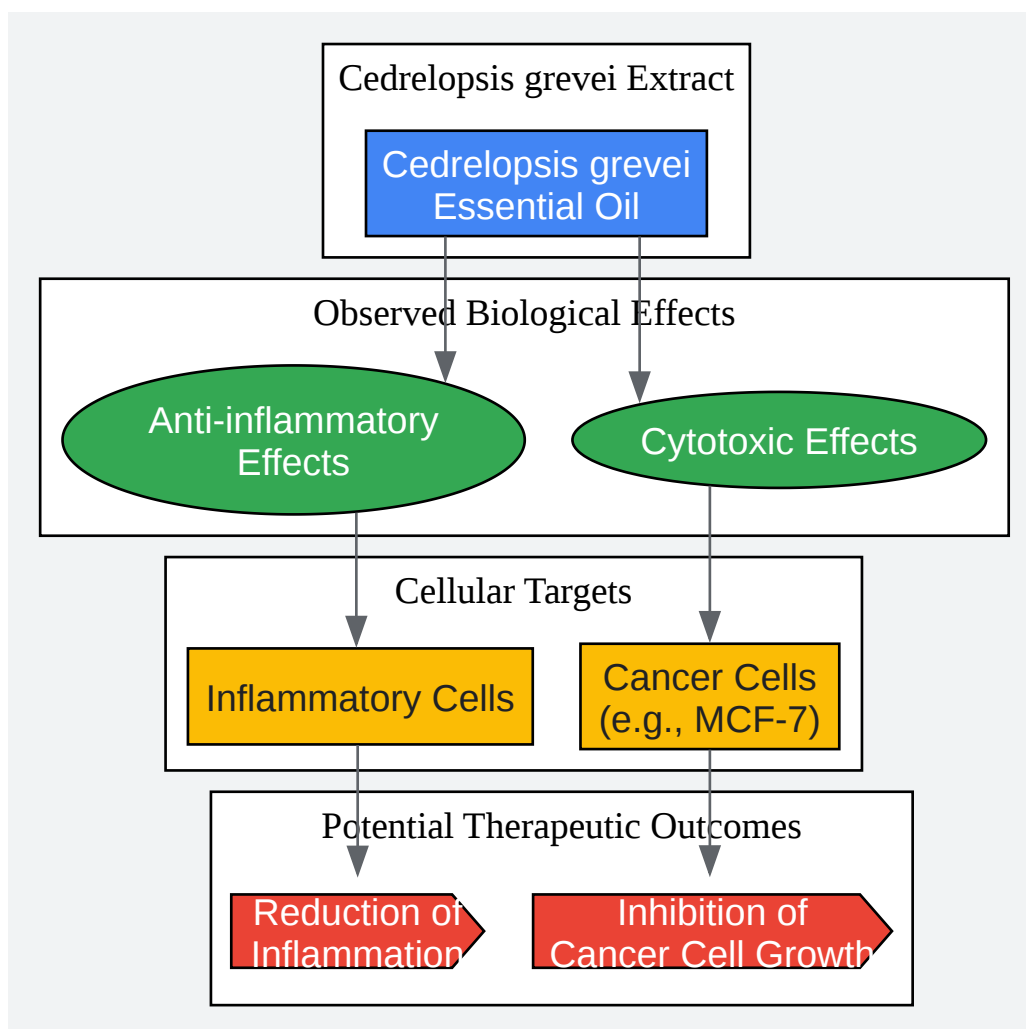 Cedrelopsis grevei Extract
Cedrelopsis grevei
Essential Oil
Observed Biological Effects
Anti-inflammatory
Effects
Cytotoxic Effects
Cellular Targets
Inflammatory Cells
Cancer Cells
(e.g., MCF-7)
Potential Therapeutic Outcomes
Reduction of
Inflammation
Inhibition of
Cancer Cell Growth